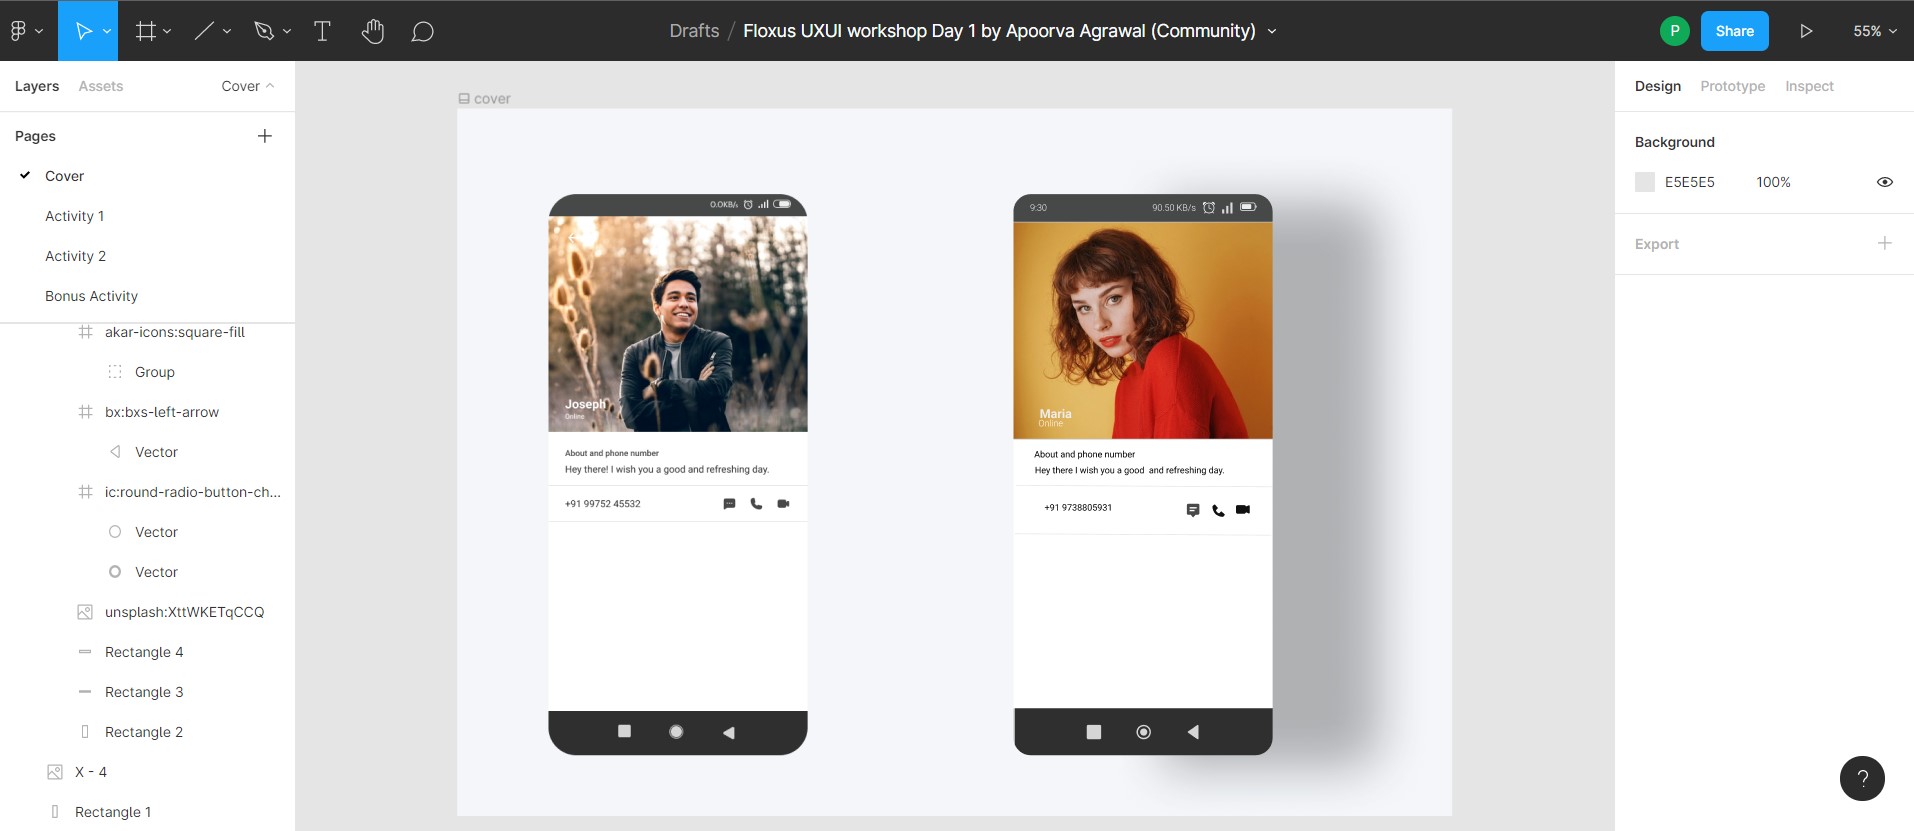 Drafts / Floxus UXUI workshop Day 1 by Apoorva Agrawal (Community)
P
Share
55%
Layers
Assets
Cover
Pages
Cover
Activity 1
Activity 2
Bonus Activity
akar-icons:square-fill
Group
bx:bxs-left-arrow
Vector
ic:round-radio-button-ch...
Vector
Vector
unsplash:XttWKETqCCQ
Rectangle 4
Rectangle 3
Rectangle 2
X - 4
Rectangle 1
cover
0.0KB/s
Joseph
Online
About and phone number
Hey there! I wish you a good and refreshing day.
+91 99752 45532
9:30
90.50 KB/s
Maria
Online
About and phone number
Hey there I wish you a good and refreshing day.
+91 9738805931
Design
Prototype
Inspect
Background
E5E5E5
100%
Export
?